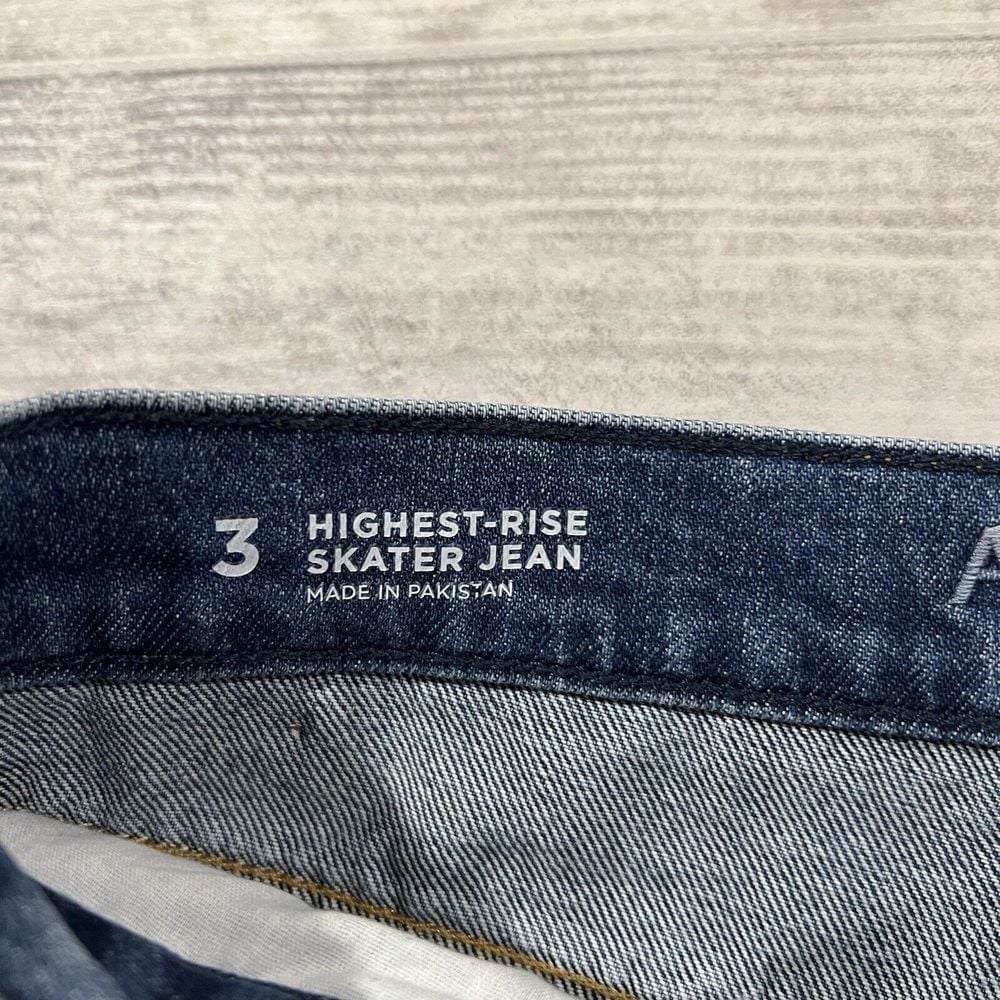 3
HIGHEST-RISE
SKATER JEAN
MADE IN PAKISTAN
A